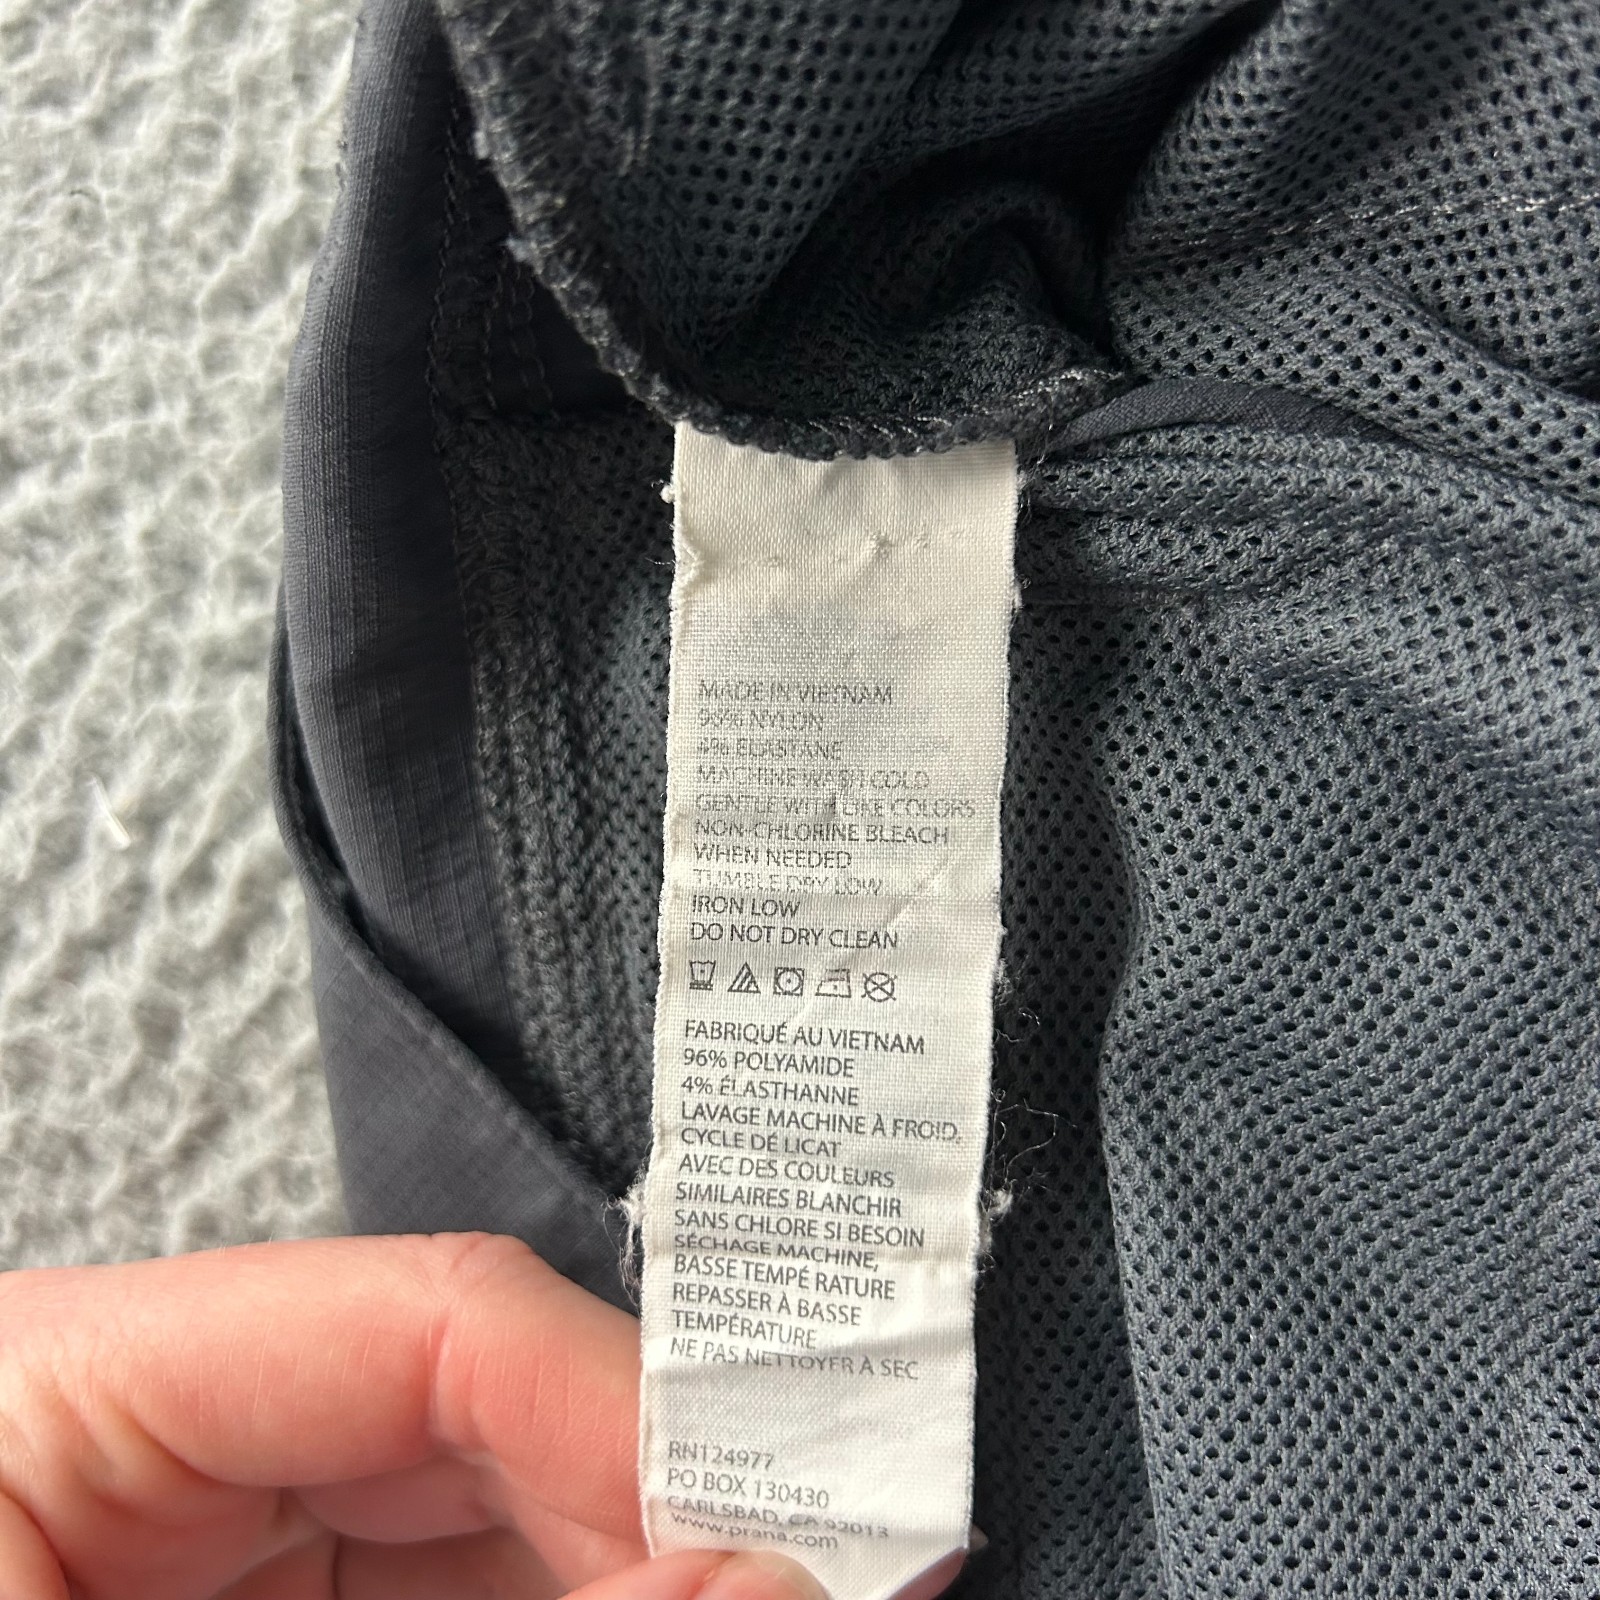 MADE IN VIETNAM
96% NYLON
4% ELASTANE
MACHINE WASH COLD
GENTLE WITH LIKE COLORS
NON-CHLORINE BLEACH
WHEN NEEDED
TUMBLE DRY LOW
IRON LOW
DO NOT DRY CLEAN
FABRIQUÉ AU VIETNAM
96% POLYAMIDE
4% ÉLASTHANNE
LAVAGE MACHINE À FROID,
CYCLE DÉ LICAT
AVEC DES COULEURS
SIMILAIRES BLANCHIR
SANS CHLORE SI BESOIN
SÉCHAGE MACHINE,
BASSE TEMPÉ RATURE
REPASSER À BASSE
TEMPÉRATURE
NE PAS NETTOYER À SEC
RN124977
PO BOX 130430
CARLSBAD, CA 92013
www.prana.com